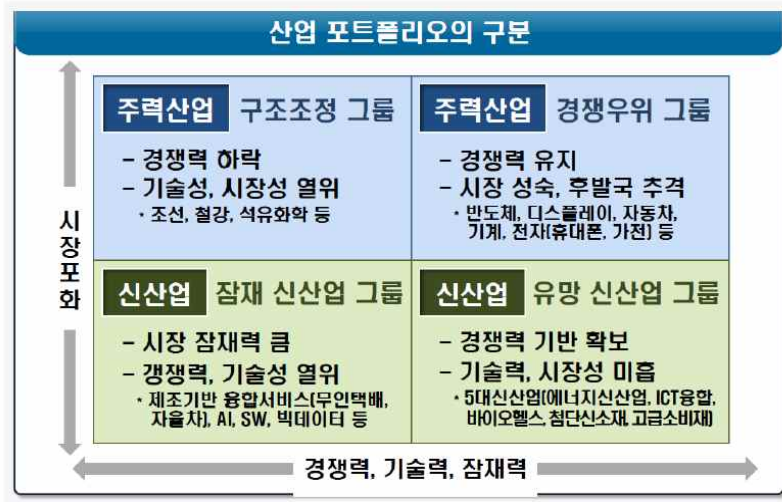 산업 포트폴리오의 구분
주력산업 구조조정 그룹
– 경쟁력 하락
– 기술성, 시장성 열위
· 조선, 철강, 석유화학 등
주력산업 경쟁우위 그룹
– 경쟁력 유지
– 시장 성숙, 후발국 추격
· 반도체, 디스플레이, 자동차,
기계, 전자(휴대폰, 가전) 등
시장포화
신산업 잠재 신산업 그룹
– 시장 잠재력 큼
– 갱쟁력, 기술성 열위
· 제조기반 융합서비스(무인택배,
자율차), AI, SW, 빅데이터 등
신산업 유망 신산업 그룹
– 경쟁력 기반 확보
– 기술력, 시장성 미흡
· 5대신산업(에너지신산업, ICT융합,
바이오헬스, 첨단신소재, 고급소비재)
경쟁력, 기술력, 잠재력